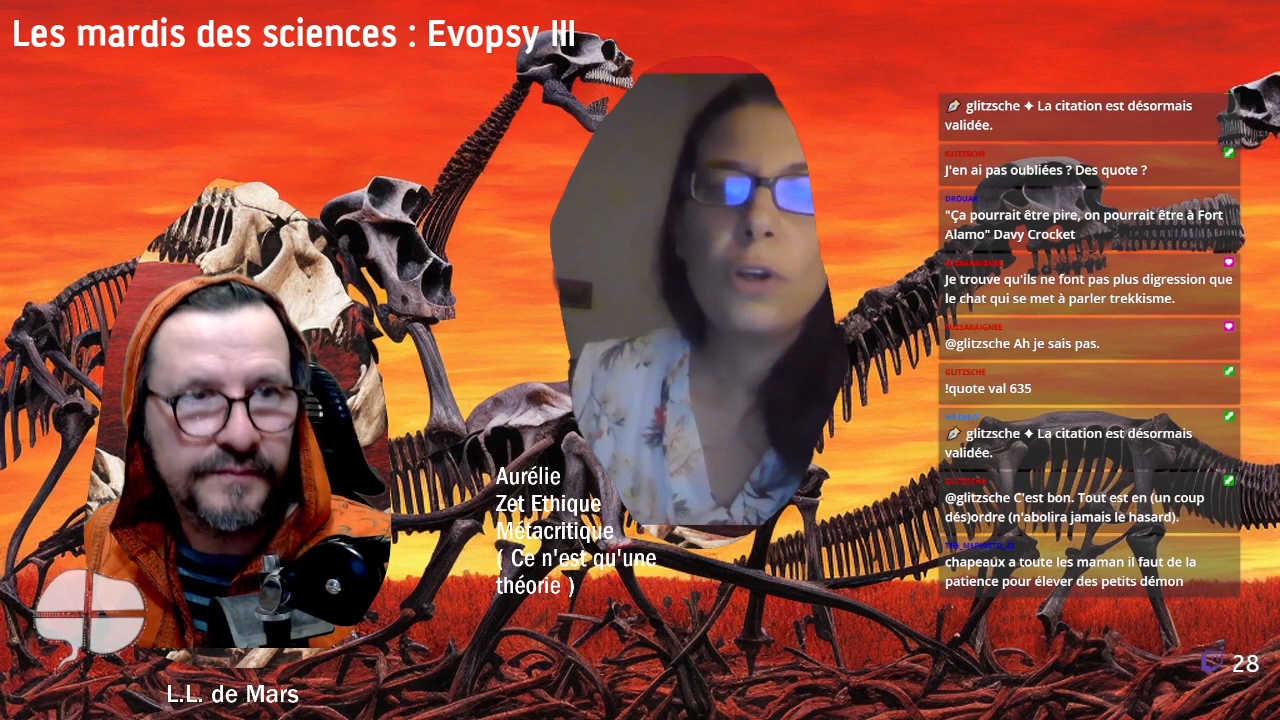 Les mardis des sciences : Evopsy III
glitzsche ✦ La citation est désormais
validée.
GLITZSCHE
J'en ai pas oubliées ? Des quote ?
DROUAK
"Ça pourrait être pire, on pourrait être à Fort
Alamo" Davy Crocket
Je trouve qu'ils ne font pas plus digression que
le chat qui se met à parler trekkisme.
@glitzsche Ah je sais pas.
GLITZSCHE
!quote val 635
glitzsche ✦ La citation est désormais
validée.
GLITZSCHE
@glitzsche C'est bon. Tout est en (un coup
dés)ordre (n'abolira jamais le hasard).
chapeaux a toute les maman il faut de la
patience pour élever des petits démon
Aurélie
Zet Ethique
Métacritique
( Ce n'est qu'une
théorie )
28
L.L. de Mars